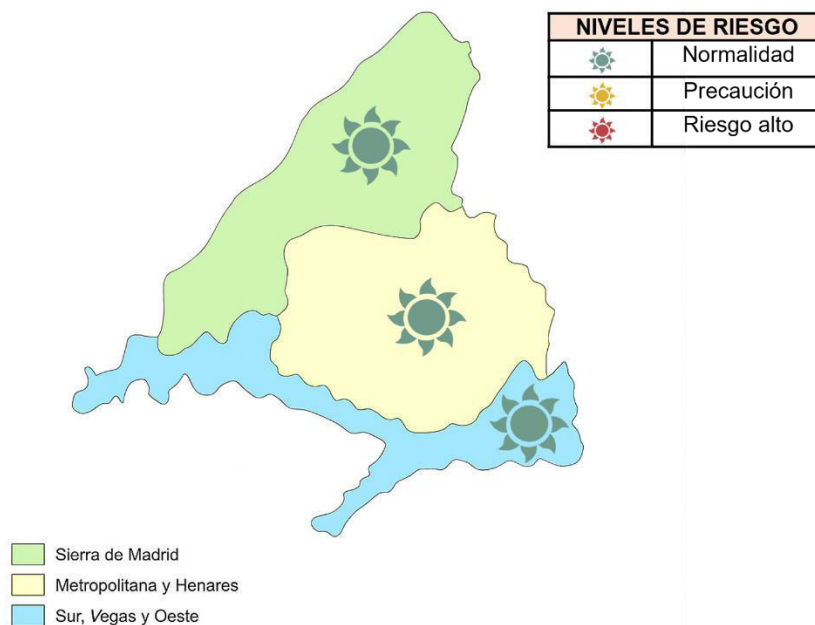 NIVELES DE RIESGO
Normalidad
Precaución
Riesgo alto
Sierra de Madrid
Metropolitana y Henares
Sur, Vegas y Oeste